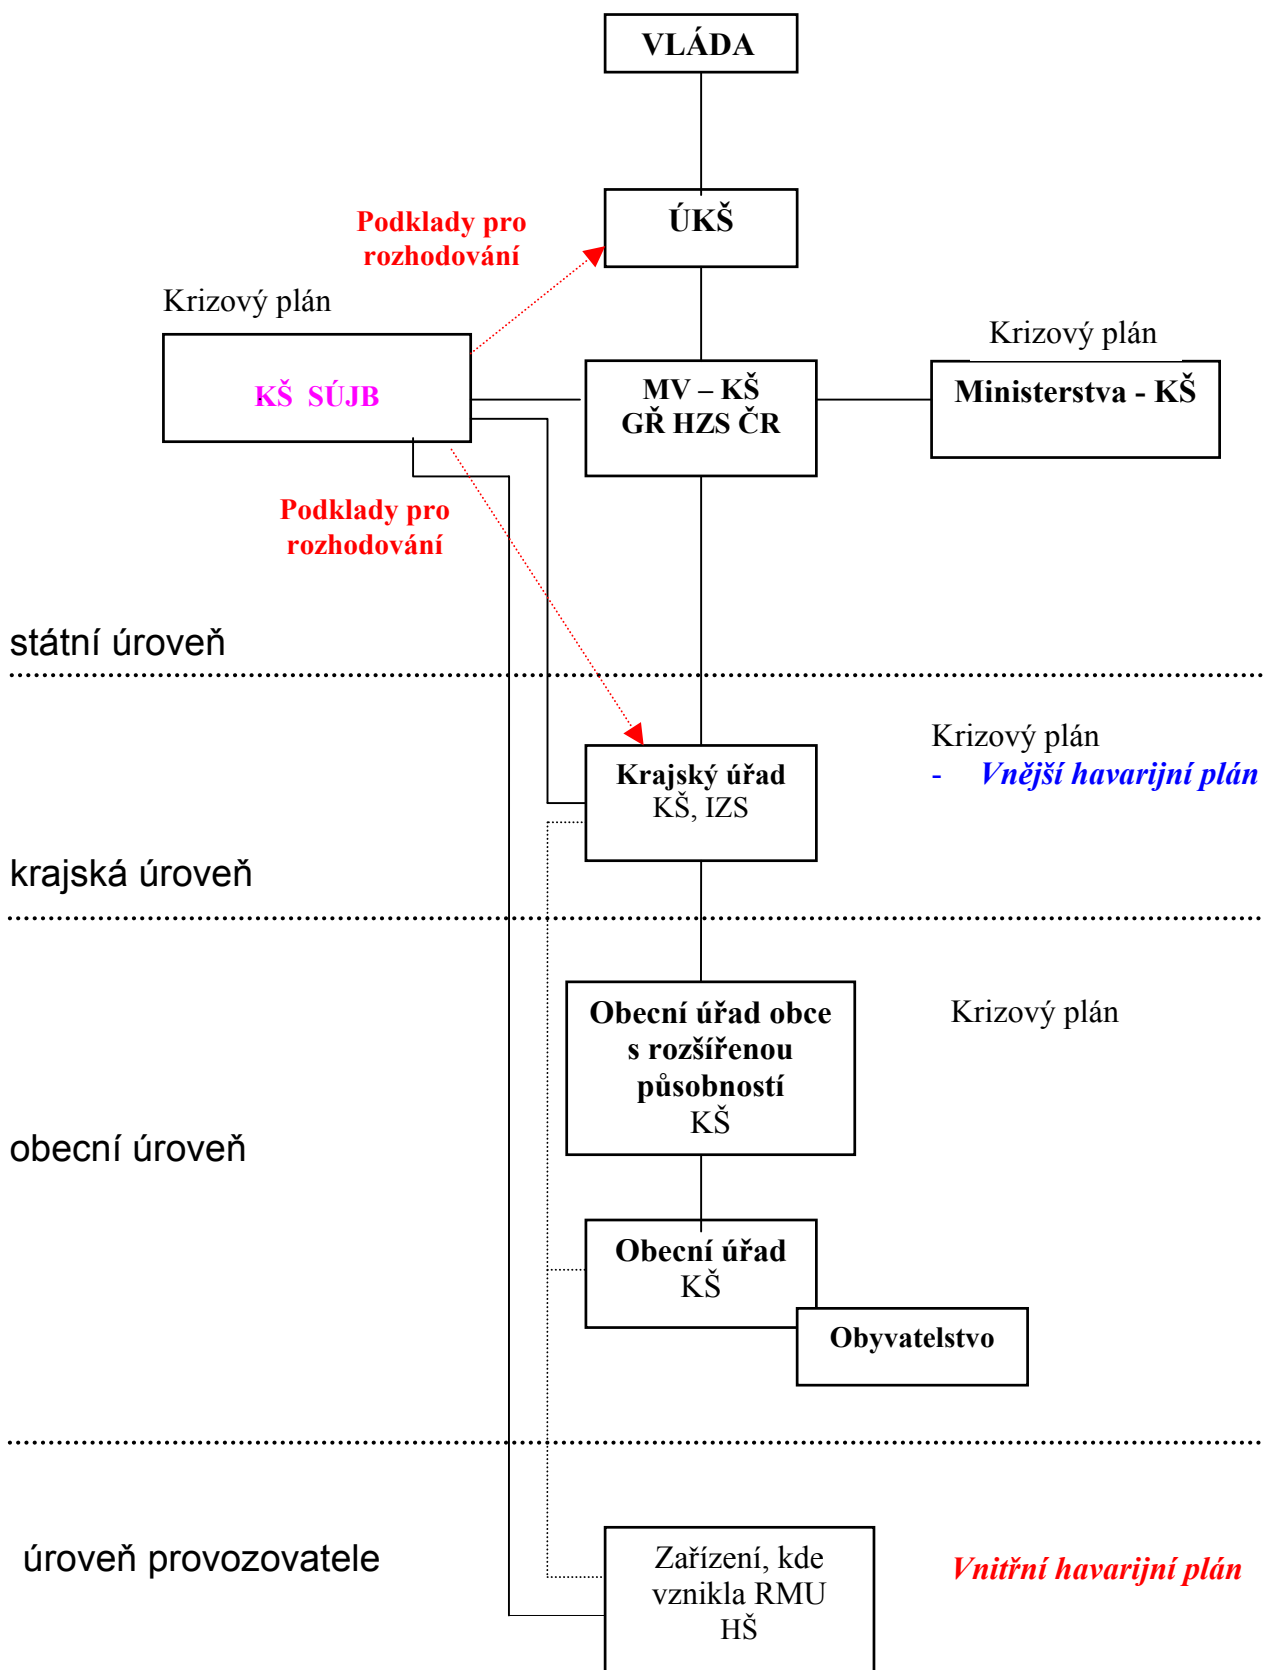 VLÁDA
ÚKŠ
Podklady pro
rozhodování
Krizový plán
KŠ SÚJB
MV – KŠ
GŘ HZS ČR
Krizový plán
Ministerstva - KŠ
Podklady pro
rozhodování
státní úroveň
Krajský úřad
KŠ, IZS
Krizový plán
- Vnější havarijní plán
krajská úroveň
Obecní úřad obce
s rozšířenou
působností
KŠ
Krizový plán
obecní úroveň
Obecní úřad
KŠ
Obyvatelstvo
úroveň provozovatele
Zařízení, kde
vznikla RMU
HŠ
Vnitřní havarijní plán